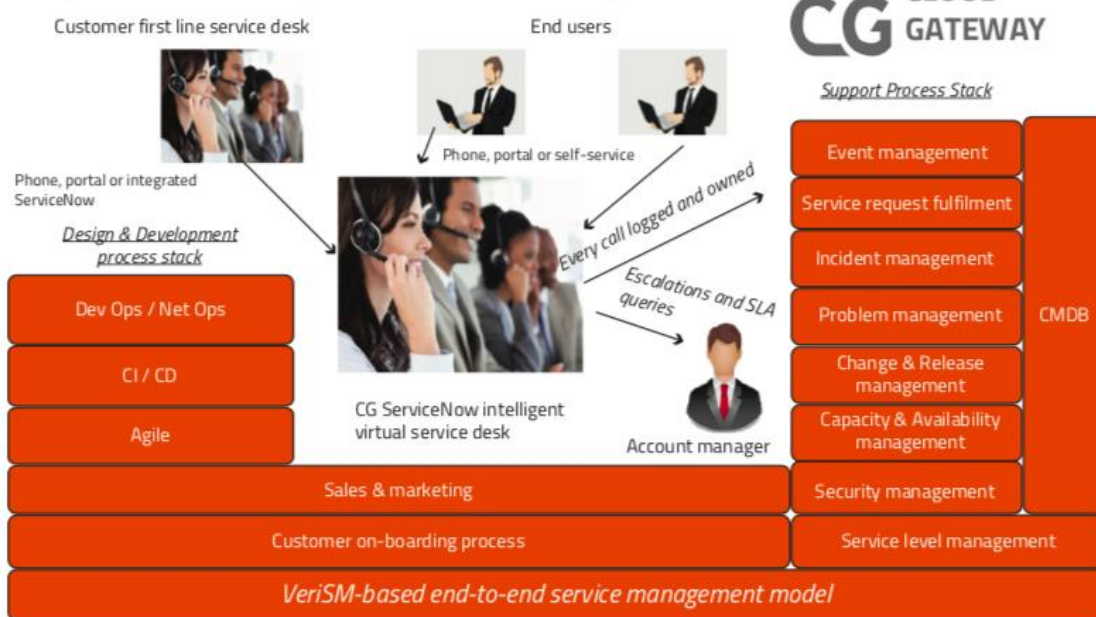 Customer first line service desk
End users
CG GATEWAY
Support Process Stack
Phone, portal or self-service
Phone, portal or integrated
ServiceNow
Every call logged and owned
Design & Development
process stack
Escalations and SLA
queries
Dev Ops / Net Ops
CI / CD
Agile
CG ServiceNow intelligent
virtual service desk
Account manager
Event management
Service request fulfilment
Incident management
Problem management
Change & Release
management
Capacity & Availability
management
CMDB
Sales & marketing
Security management
Customer on-boarding process
Service level management
VeriSM-based end-to-end service management model